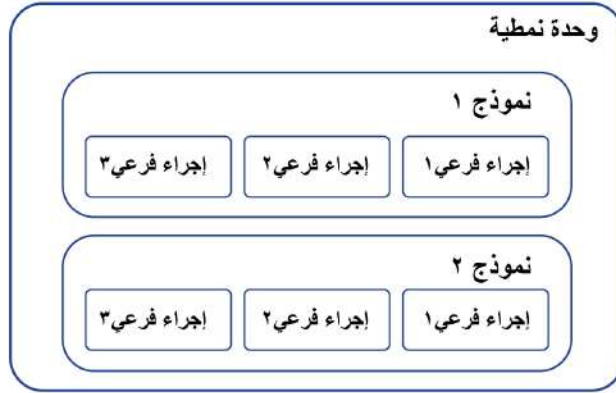 وحدة نمطية
نموذج ١
إجراء فرعي١ إجراء فرعي٢ إجراء فرعي٣
نموذج ٢
إجراء فرعي١ إجراء فرعي٢ إجراء فرعي٣